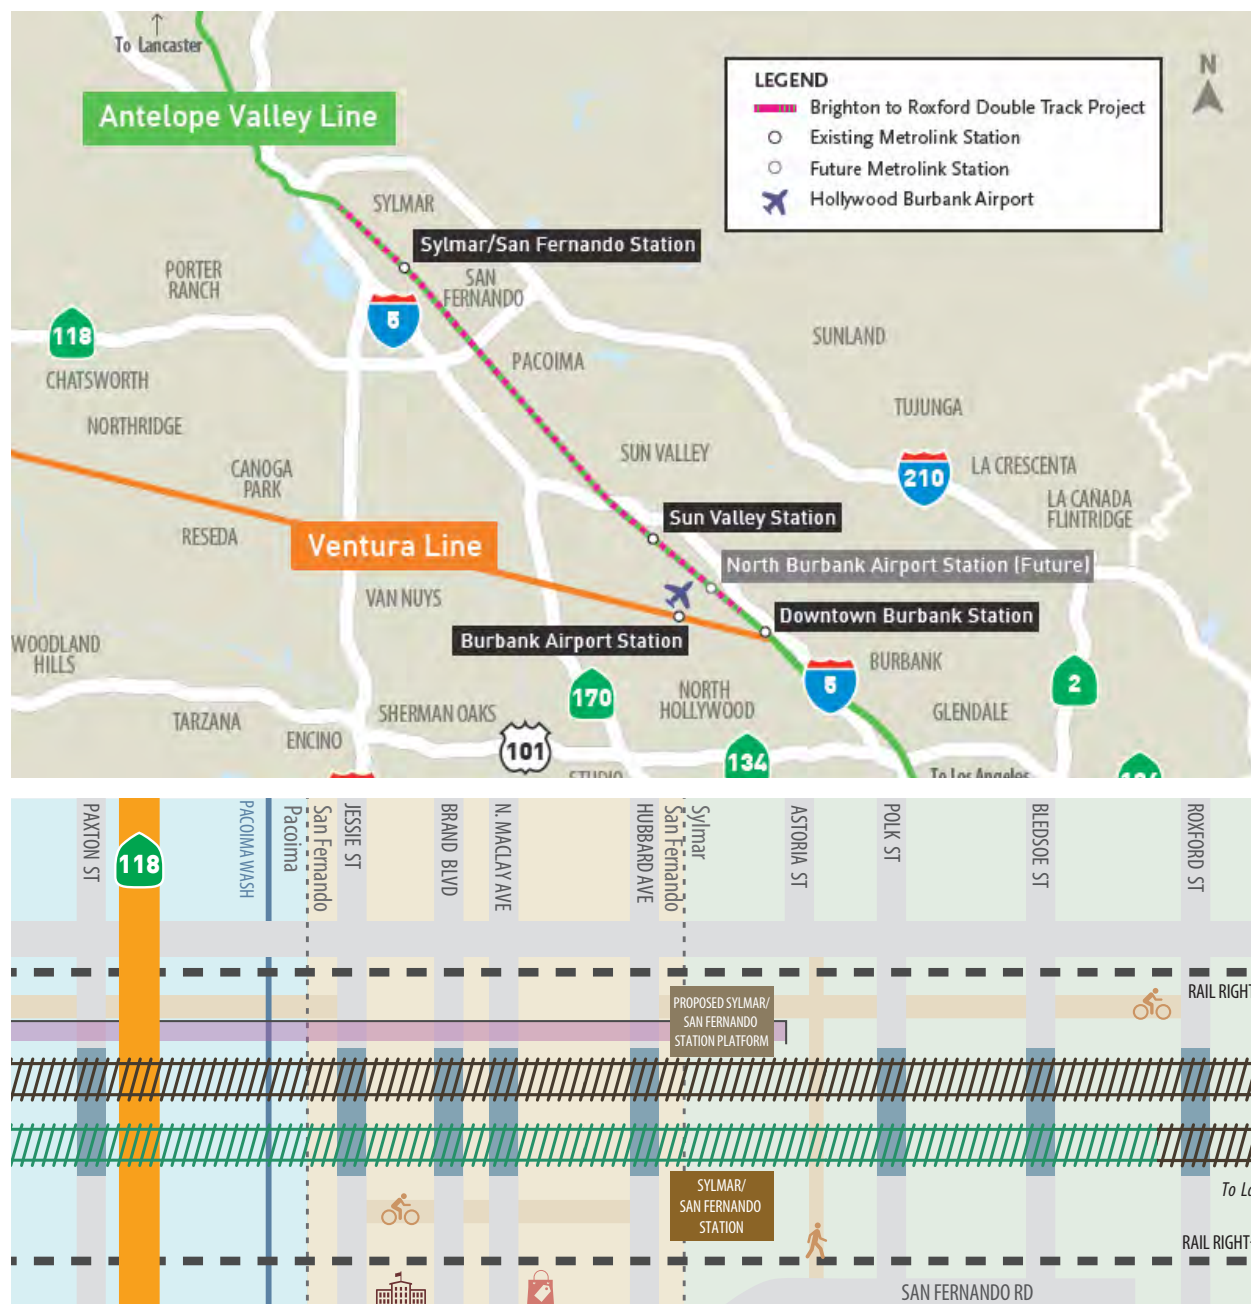 To Lancaster
Antelope Valley Line
LEGEND
Brighton to Roxford Double Track Project
Existing Metrolink Station
Future Metrolink Station
Hollywood Burbank Airport
N
SYLMAR
Sylmar/San Fernando Station
PORTER
RANCH
SAN
FERNANDO
5
118
CHATSWORTH
PACOIMA
SUNLAND
NORTHRIDGE
TUJUNGA
CANOGA
PARK
SUN VALLEY
210
LA CRESCENTA
LA CAÑADA
FLINTRIDGE
RESEDA
Ventura Line
Sun Valley Station
North Burbank Airport Station (Future)
VAN NUYS
Downtown Burbank Station
Burbank Airport Station
WOODLAND
HILLS
BURBANK
5
2
170
NORTH
HOLLYWOOD
TARZANA
SHERMAN OAKS
GLENDALE
ENCINO
101
134
To Los Angeles
PAXTON ST
118
PACOIMA WASH
Pacoima
San Fernando
JESSIE ST
BRAND BLVD
N. MACLAY AVE
HUBBARD AVE
San Fernando
Sylmar
ASTORIA ST
POLK ST
BLEDSOE ST
ROXFORD ST
RAIL RIGHT
PROPOSED SYLMAR/
SAN FERNANDO
STATION PLATFORM
SYLMAR/
SAN FERNANDO
STATION
To Lo
RAIL RIGHT-
SAN FERNANDO RD